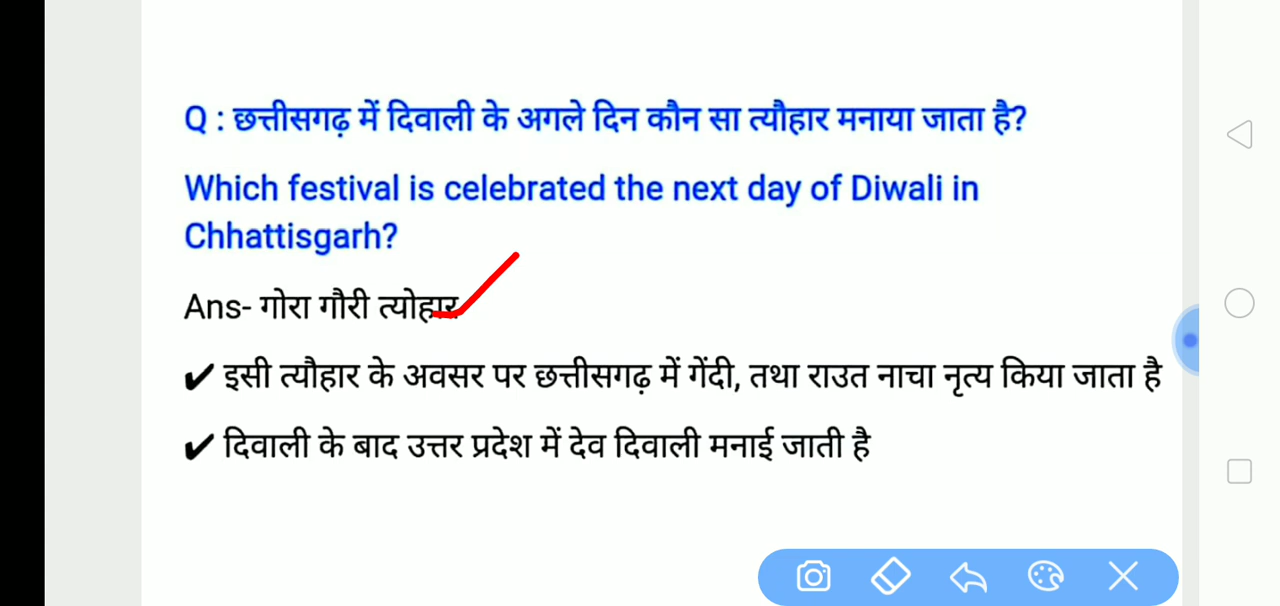 Q : छत्तीसगढ़ में दिवाली के अगले दिन कौन सा त्यौहार मनाया जाता है?
Which festival is celebrated the next day of Diwali in
Chhattisgarh?
Ans- गोरा गौरी त्योहार
✔ इसी त्यौहार के अवसर पर छत्तीसगढ़ में गेंदी, तथा राउत नाचा नृत्य किया जाता है
✔ दिवाली के बाद उत्तर प्रदेश में देव दिवाली मनाई जाती है